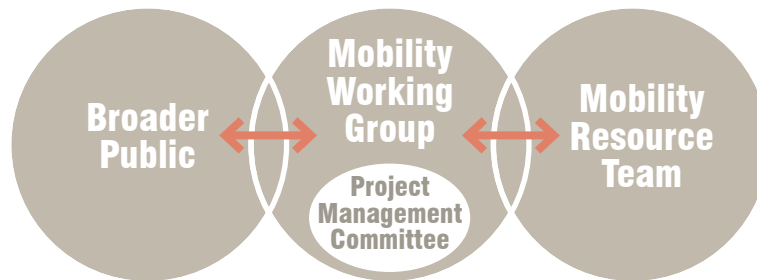 Broader
Public
Mobility
Working
Group
Project
Management
Committee
Mobility
Resource
Team